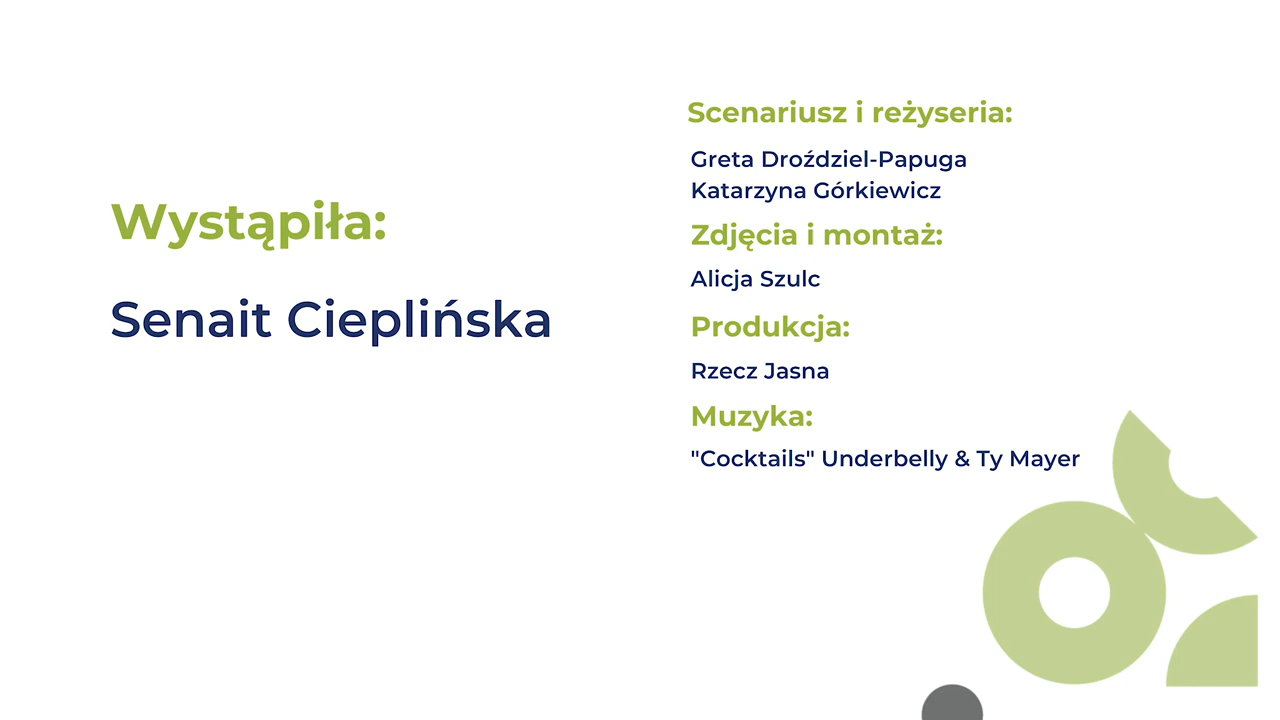 Wystąpiła:
Senait Cieplińska
Scenariusz i reżyseria:
Greta Droździel-Papuga
Katarzyna Górkiewicz
Zdjęcia i montaż:
Alicja Szulc
Produkcja:
Rzecz Jasna
Muzyka:
"Cocktails" Underbelly & Ty Mayer